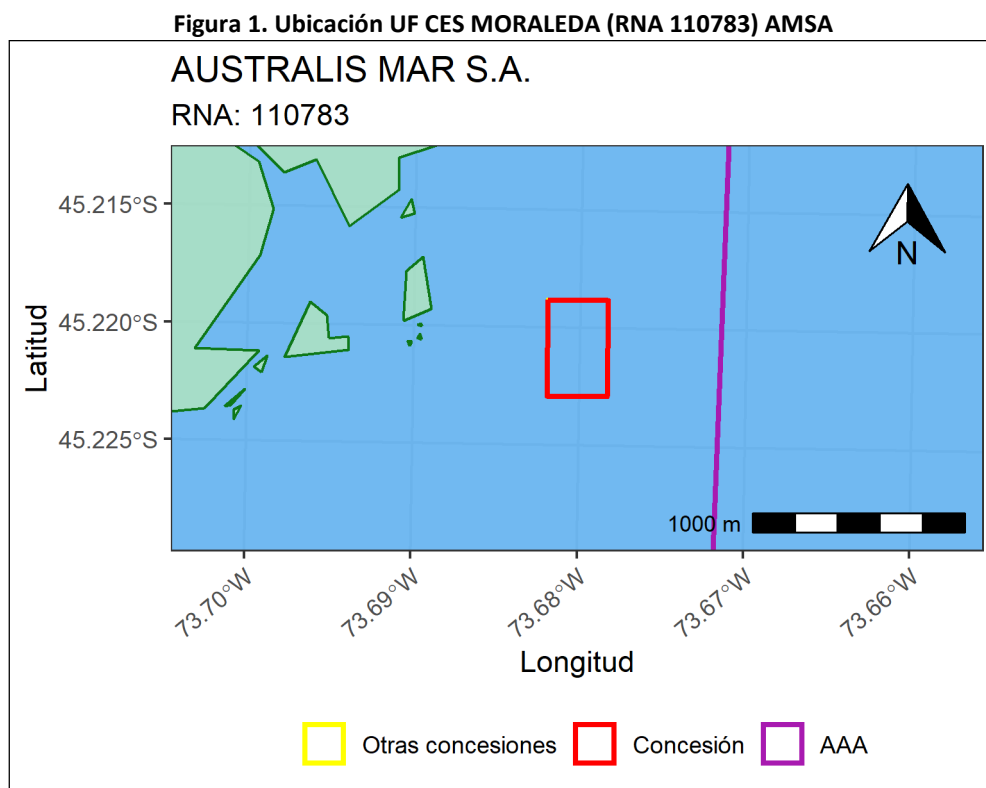 Figura 1. Ubicación UF CES MORALEDA (RNA 110783) AMSA
AUSTRALIS MAR S.A.
RNA: 110783
45.215°S
45.220°S
45.225°S
Latitud
N
1000 m
73.70°W
73.69°W
73.68°W
73.67°W
73.66°W
Longitud
Otras concesiones
Concesión
AAA